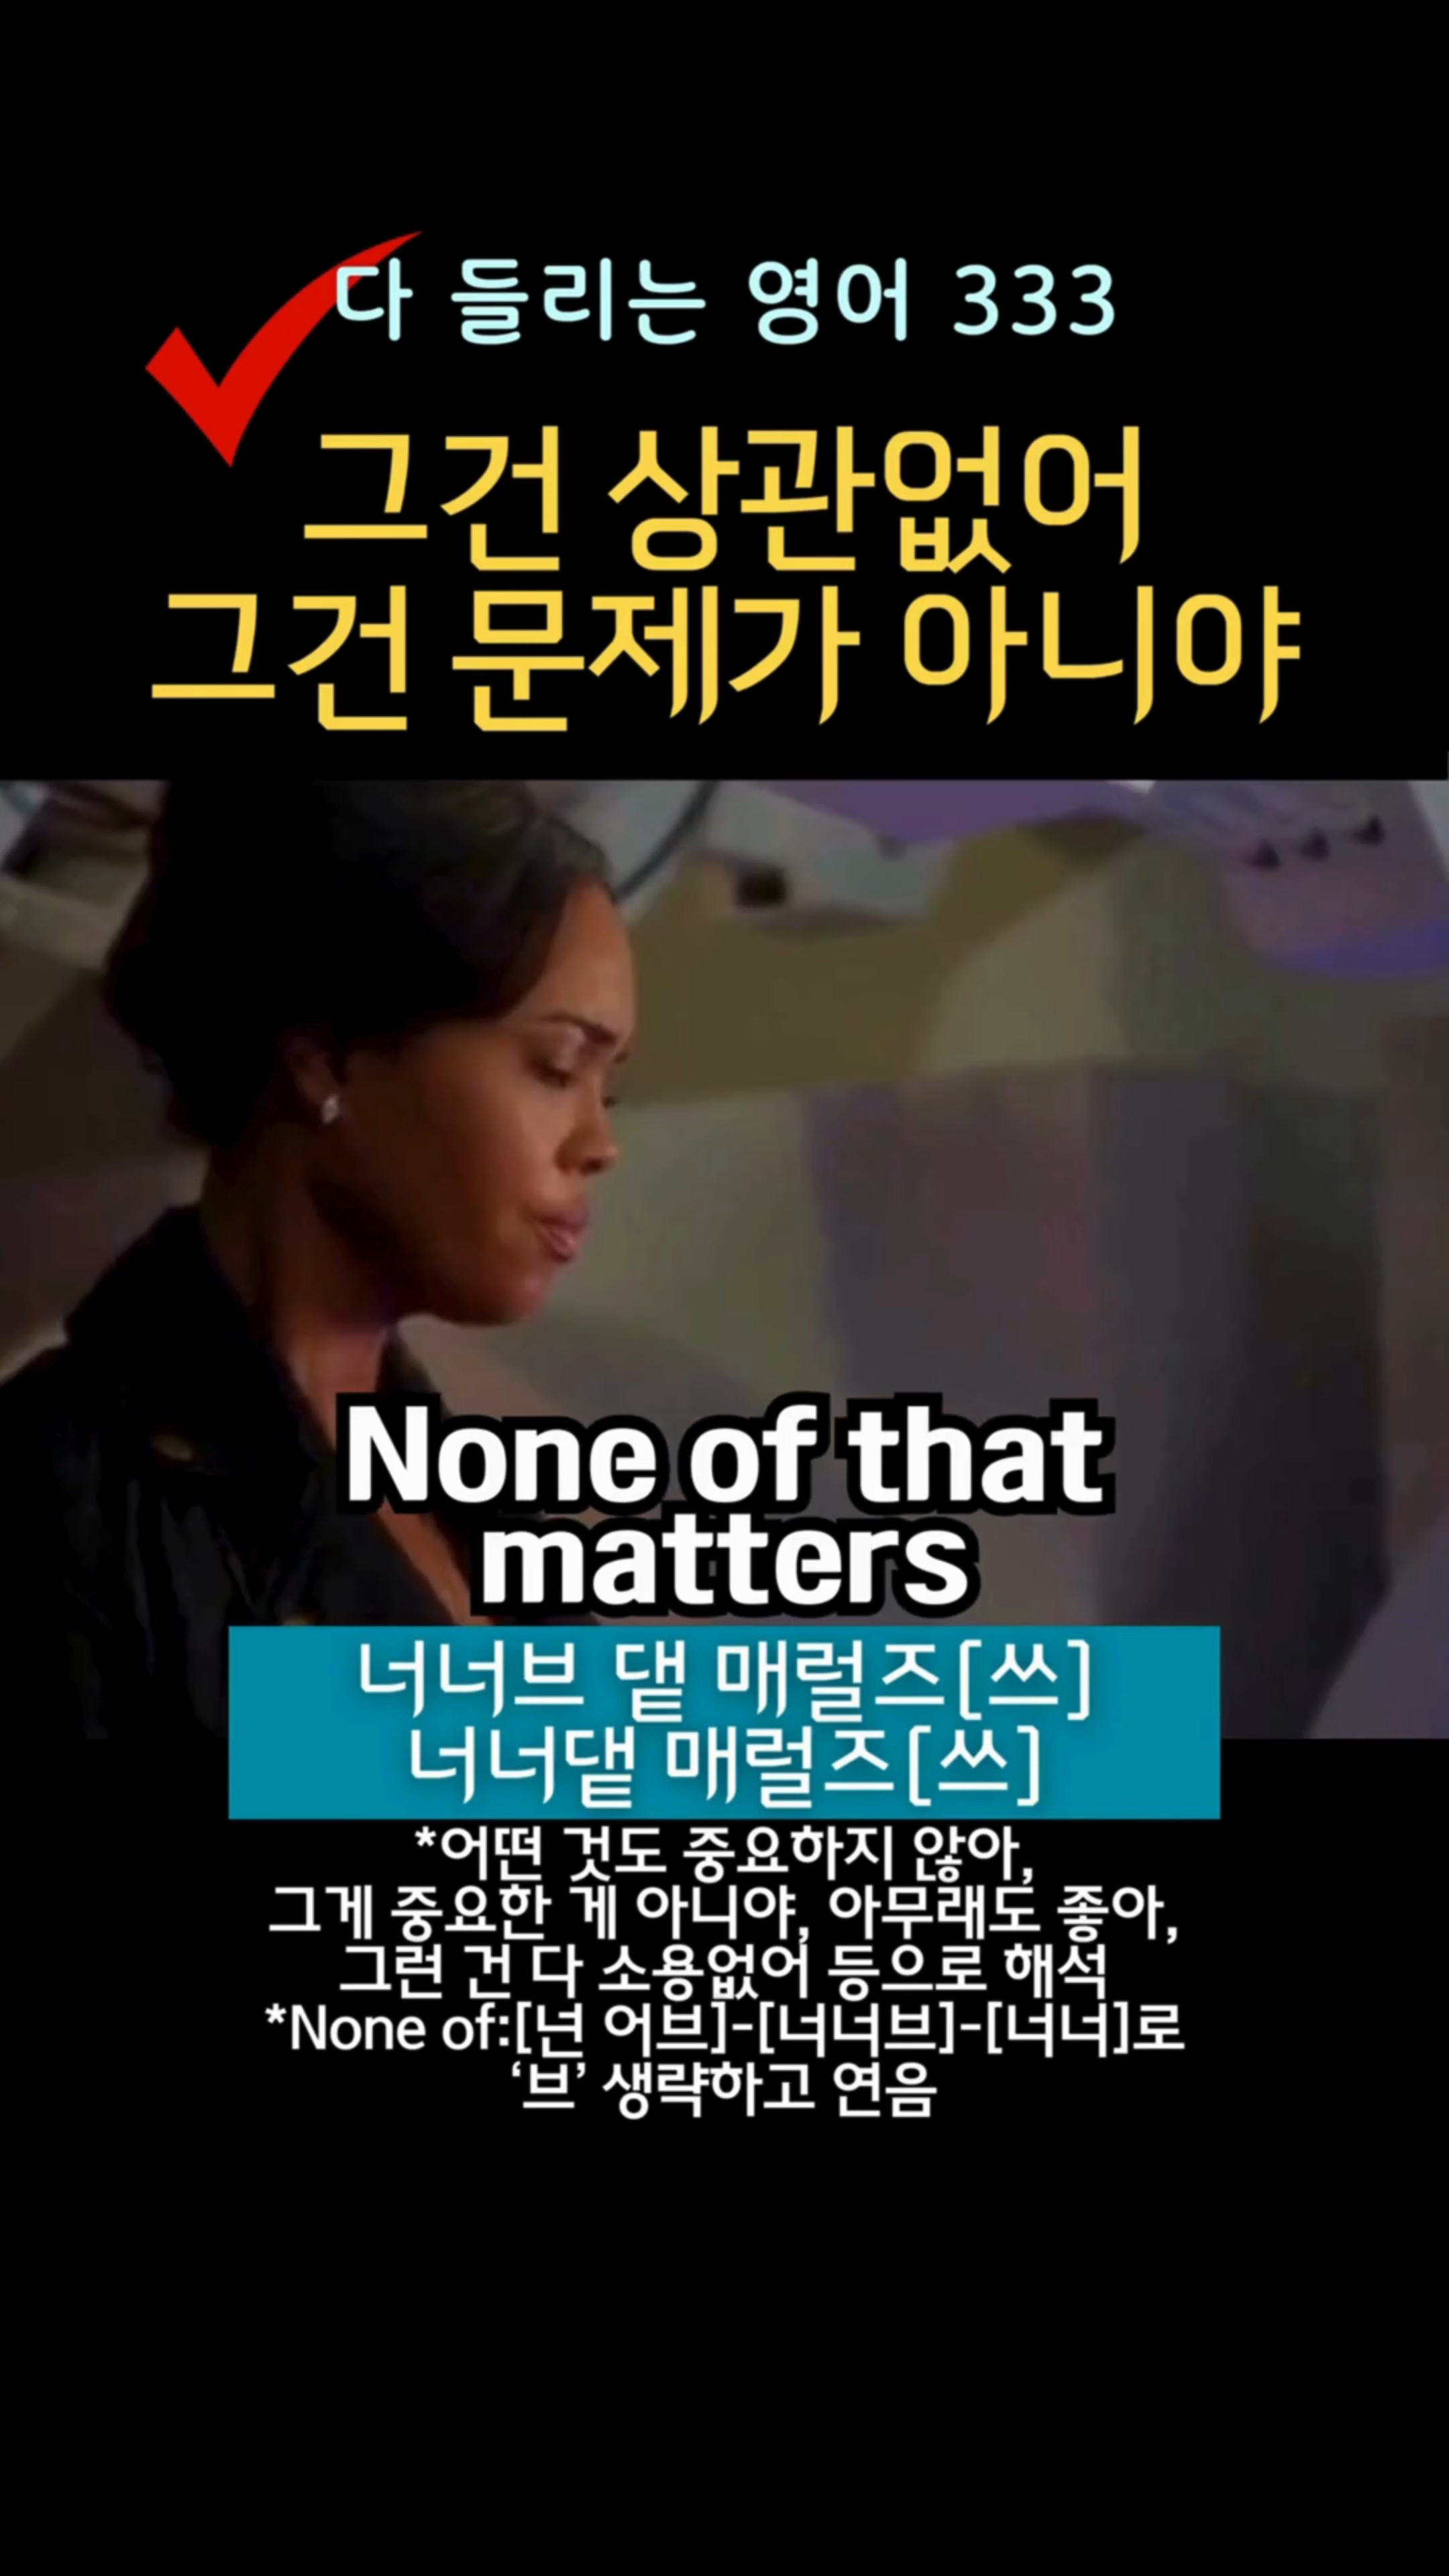 다 들리는 영어 333
그건 상관없어
그건 문제가 아니야
None of that
matters
너너브 댙 매럴즈[쓰]
너너댙 매럴즈[쓰]
*어떤 것도 중요하지 않아,
그게 중요한 게 아니야, 아무래도 좋아,
그런 건 다 소용없어 등으로 해석
*None of:[넌 어브]-[너너브]-[너너]로
‘브’ 생략하고 연음